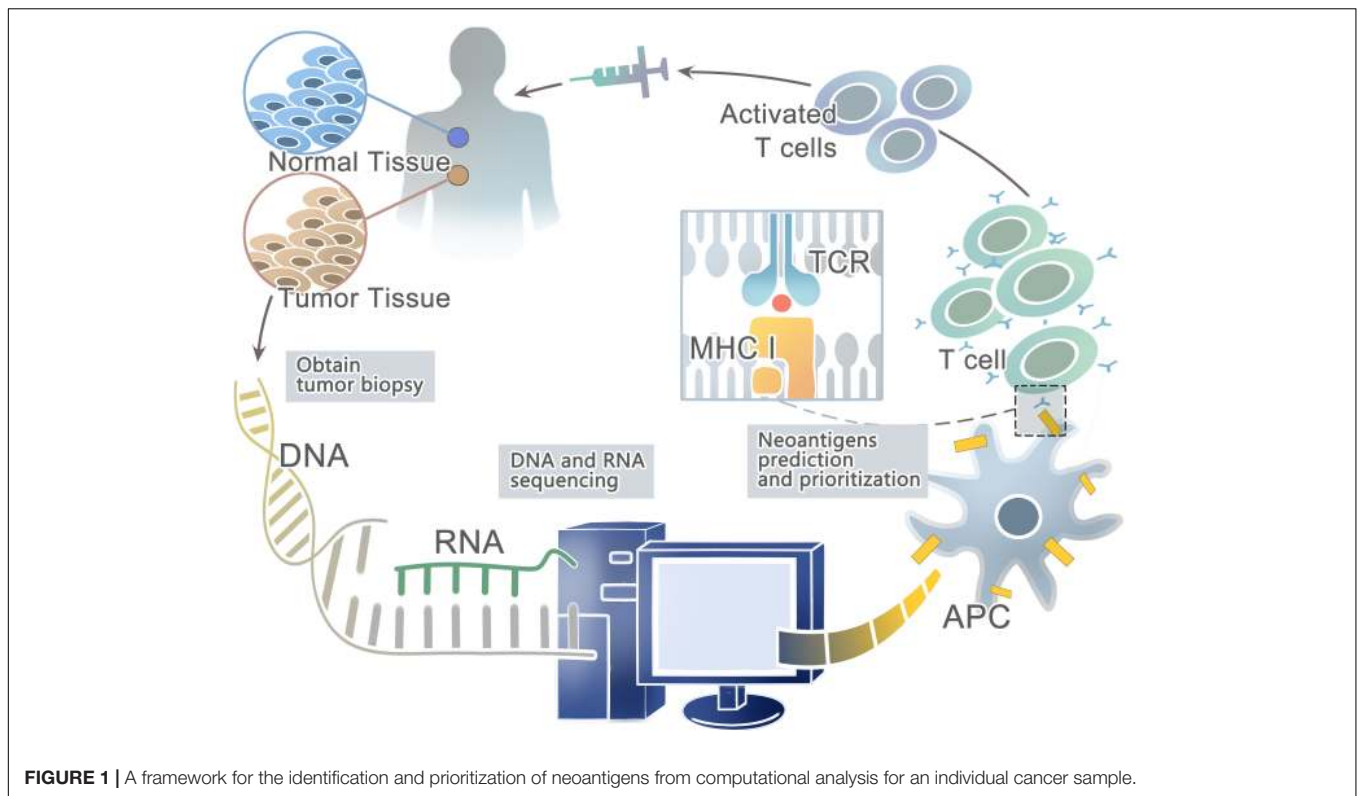 Normal Tissue
Tumor Tissue
Activated
T cells
TCR
MHC I
T cell
Obtain
tumor biopsy
DNA
DNA and RNA
sequencing
Neoantigens
prediction
and prioritization
RNA
APC
FIGURE 1 | A framework for the identification and prioritization of neoantigens from computational analysis for an individual cancer sample.